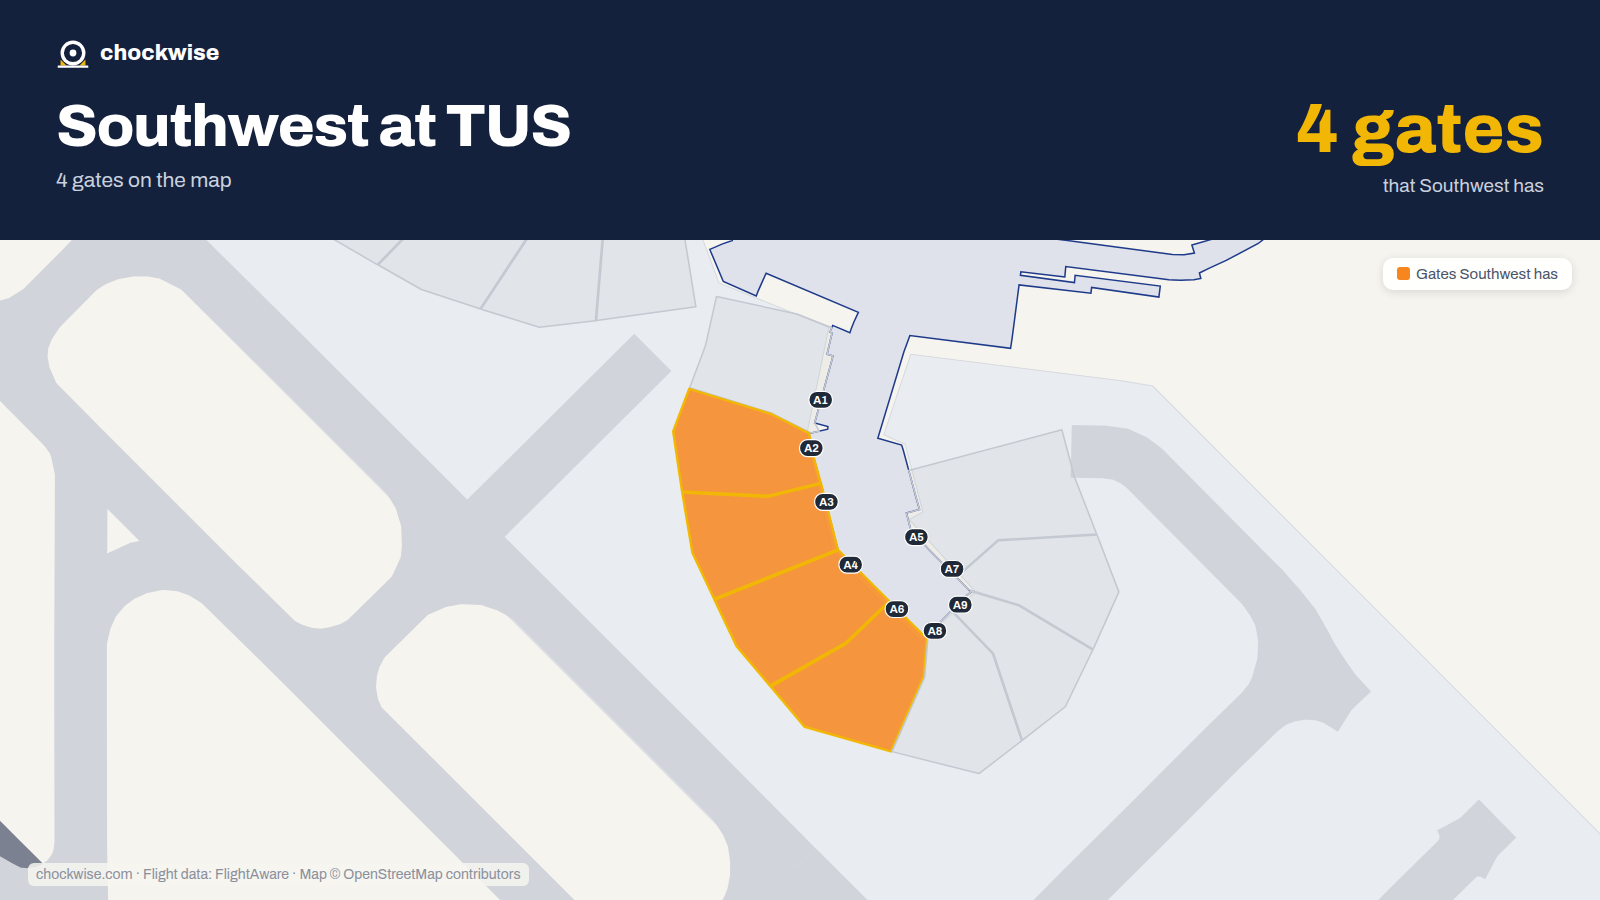 chockwise
Southwest at TUS
4 gates on the map
4 gates
that Southwest has
Gates Southwest has
A1
A2
A3
A4
A5
A7
A6
A9
A8
chockwise.com · Flight data: FlightAware · Map © OpenStreetMap contributors